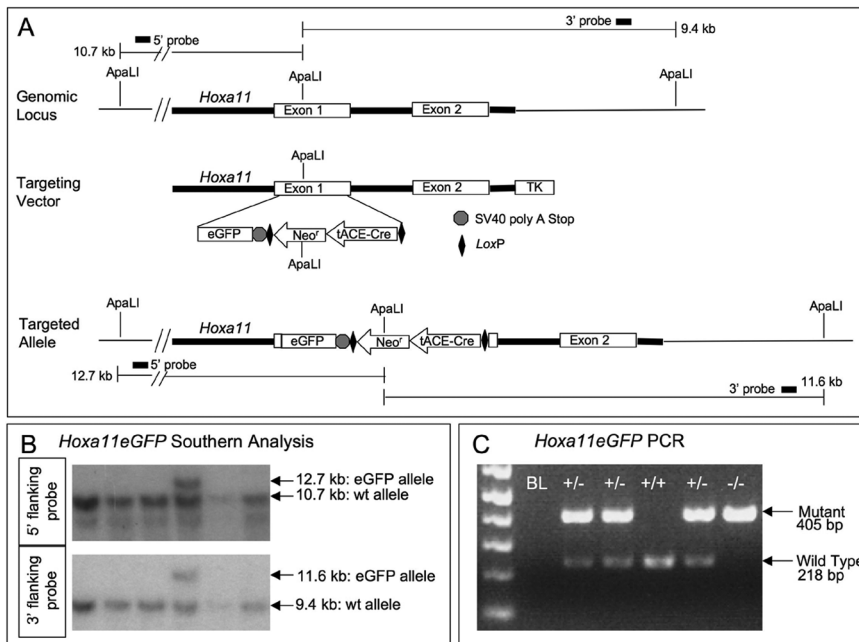 A
3' probe
5' probe
10.7 kb
9.4 kb
ApaLI
ApaLI
ApaLI
Genomic
Locus
Hoxa11
Exon 1
Exon 2
ApaLI
Targeting
Vector
Hoxa11
Exon 1
Exon 2
TK
SV40 poly A Stop
eGFP
Neoʳ
tACE-Cre
LoxP
ApaLI
ApaLI
ApaLI
ApaLI
Targeted
Allele
Hoxa11
eGFP
Neoʳ
tACE-Cre
Exon 2
5' probe
12.7 kb
3' probe
11.6 kb
B
Hoxa11eGFP Southern Analysis
5' flanking
probe
12.7 kb: eGFP allele
10.7 kb: wt allele
3' flanking
probe
11.6 kb: eGFP allele
9.4 kb: wt allele
C
Hoxa11eGFP PCR
BL +/- +/- +/+ +/- -/-
Mutant
405 bp
Wild Type
218 bp